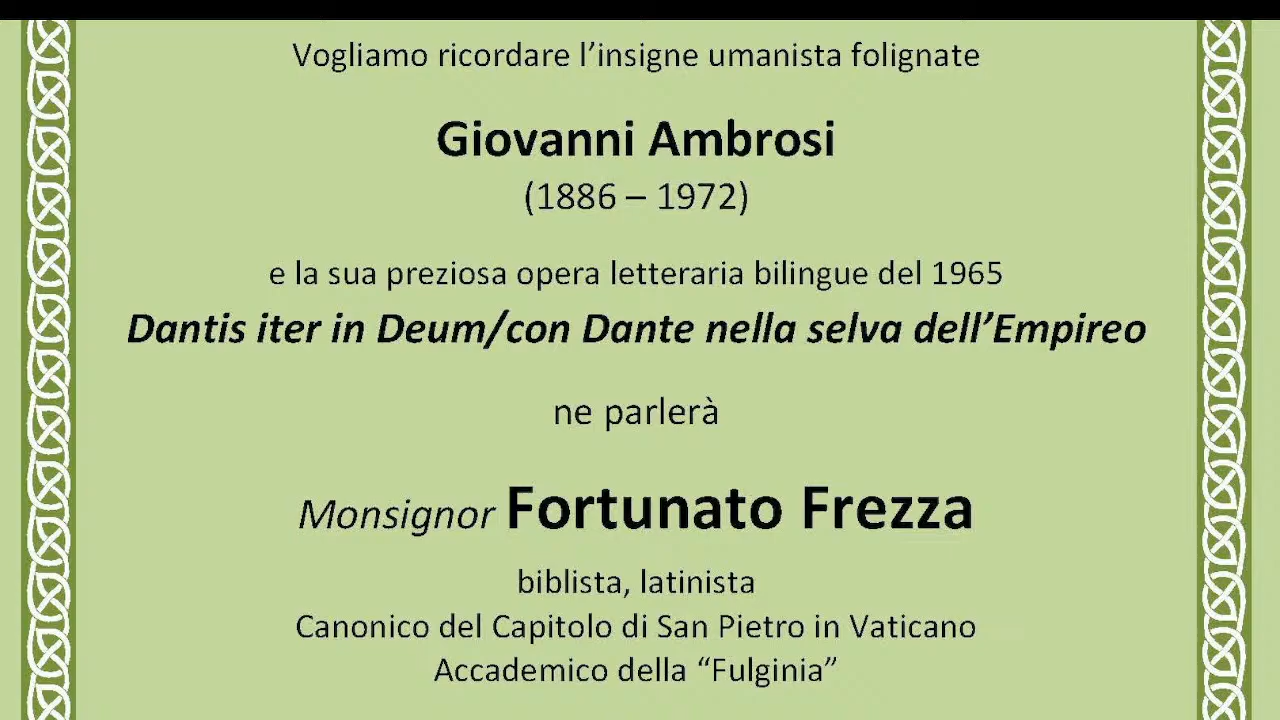 Vogliamo ricordare l’insigne umanista folignate
Giovanni Ambrosi
(1886 – 1972)
e la sua preziosa opera letteraria bilingue del 1965
Dantis iter in Deum/con Dante nella selva dell’Empireo
ne parlerà
Monsignor Fortunato Frezza
biblista, latinista
Canonico del Capitolo di San Pietro in Vaticano
Accademico della “Fulginia”